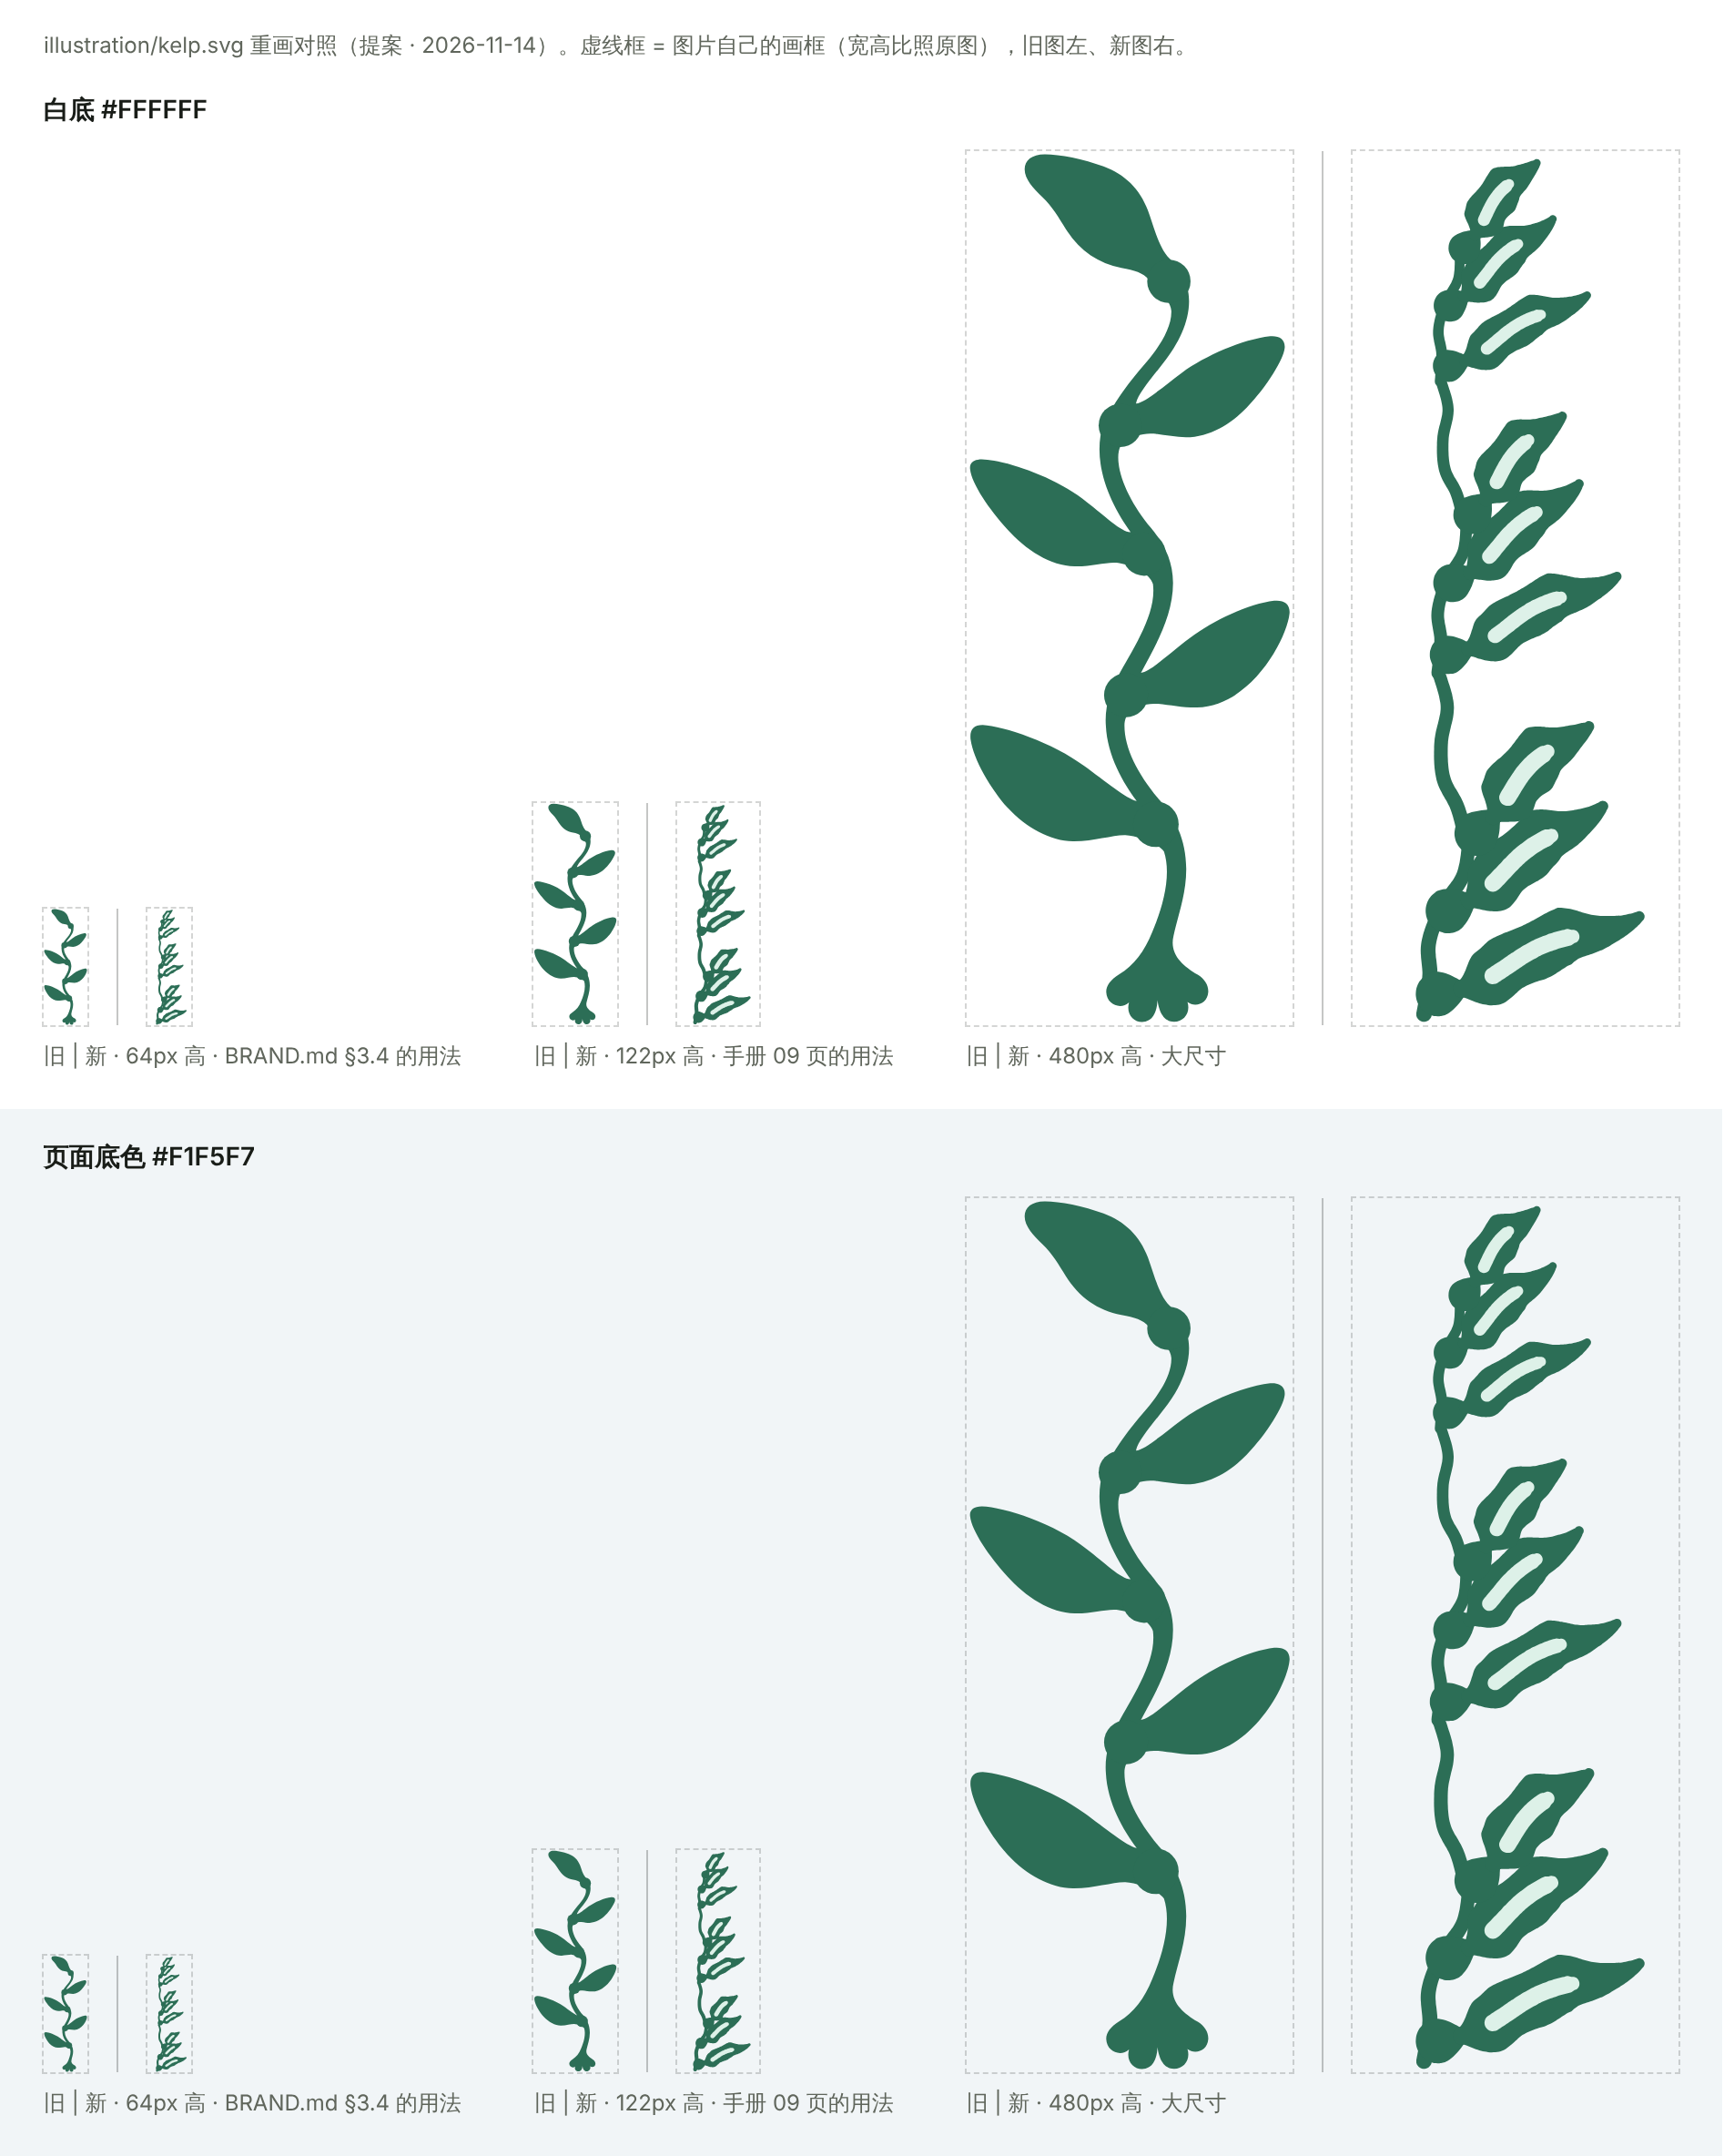 illustration/kelp.svg 重画对照（提案 · 2026-11-14）。虚线框 = 图片自己的画框（宽高比照原图），旧图左、新图右。
白底 #FFFFFF
旧 | 新 · 64px 高 · BRAND.md §3.4 的用法
旧 | 新 · 122px 高 · 手册 09 页的用法
旧 | 新 · 480px 高 · 大尺寸
页面底色 #F1F5F7
旧 | 新 · 64px 高 · BRAND.md §3.4 的用法
旧 | 新 · 122px 高 · 手册 09 页的用法
旧 | 新 · 480px 高 · 大尺寸